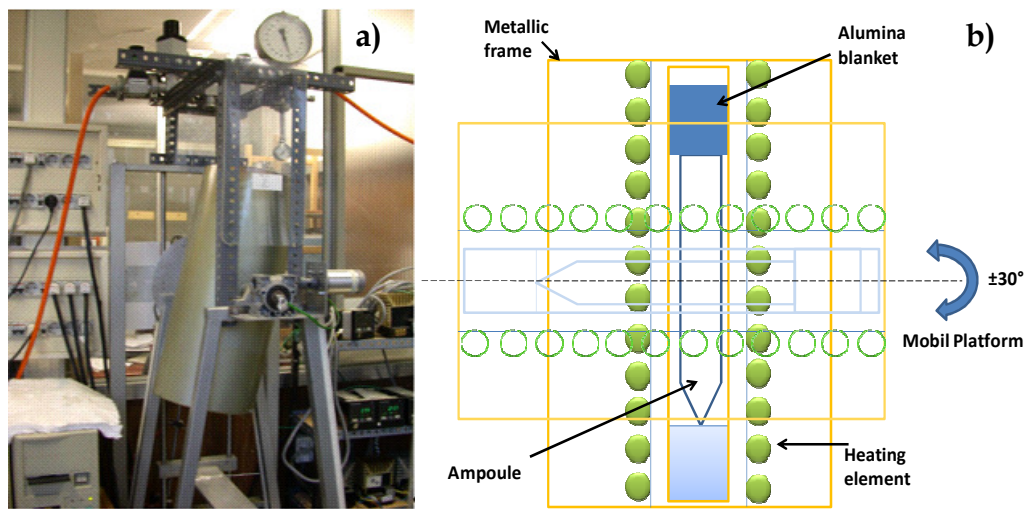 a)
b)
Metallic
frame
Alumina
blanket
±30°
Mobil Platform
Ampoule
Heating
element